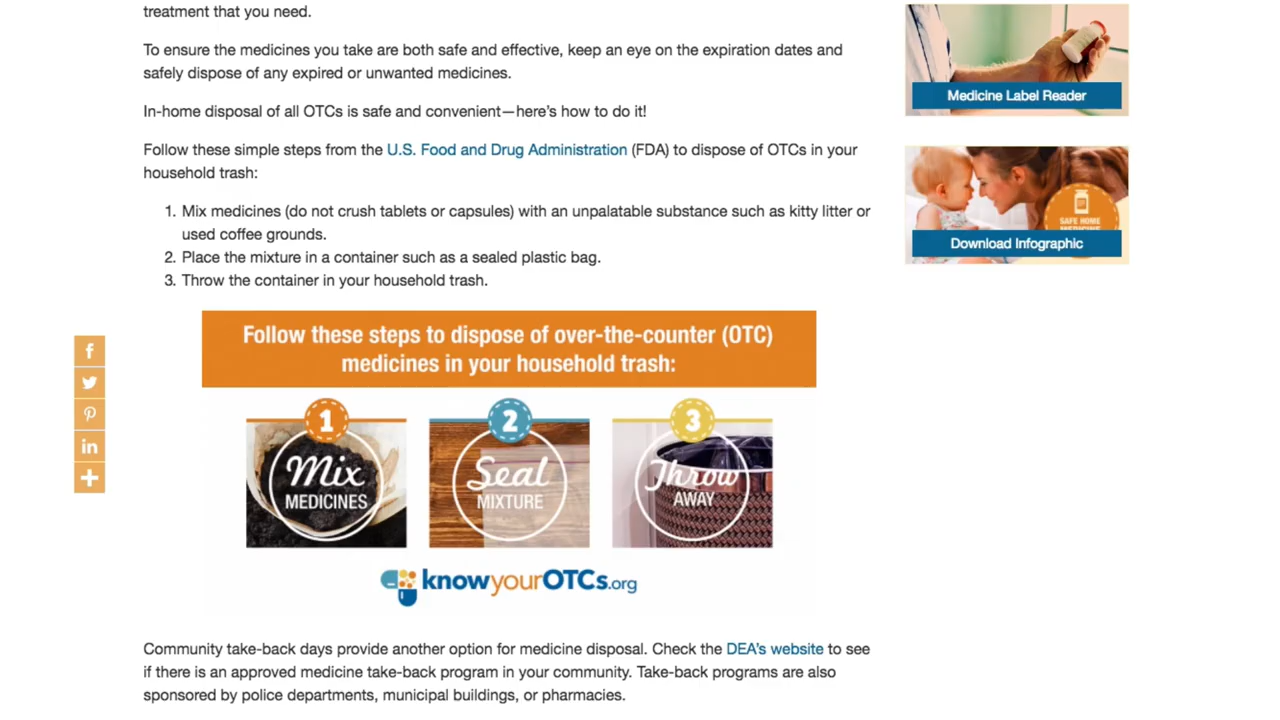 treatment that you need.
To ensure the medicines you take are both safe and effective, keep an eye on the expiration dates and
safely dispose of any expired or unwanted medicines.
In-home disposal of all OTCs is safe and convenient—here's how to do it!
Follow these simple steps from the U.S. Food and Drug Administration (FDA) to dispose of OTCs in your
household trash:
1. Mix medicines (do not crush tablets or capsules) with an unpalatable substance such as kitty litter or
used coffee grounds.
2. Place the mixture in a container such as a sealed plastic bag.
3. Throw the container in your household trash.
Follow these steps to dispose of over-the-counter (OTC)
medicines in your household trash:
1
Mix
MEDICINES
2
Seal
MIXTURE
3
Throw
AWAY
knowyourOTCs.org
Community take-back days provide another option for medicine disposal. Check the DEA's website to see
if there is an approved medicine take-back program in your community. Take-back programs are also
sponsored by police departments, municipal buildings, or pharmacies.
f
in
Medicine Label Reader
SAFE HOME
Download Infographic